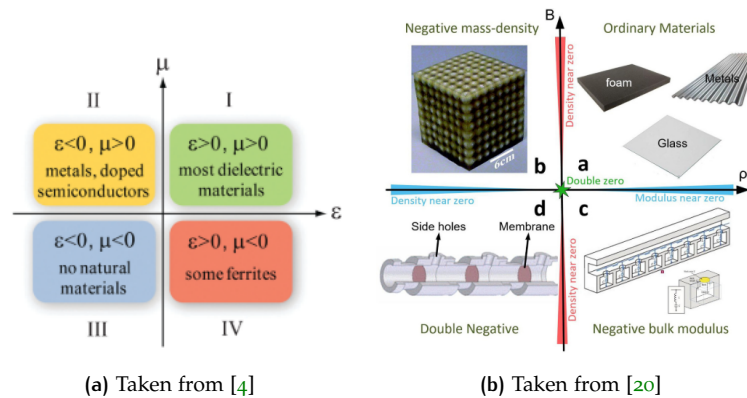 μ
II
I
ε<0, μ>0
metals, doped
semiconductors
ε>0, μ>0
most dielectric
materials
ε
ε<0, μ<0
no natural
materials
ε>0, μ<0
some ferrites
III
IV
(a) Taken from [4]
B
Negative mass-density
Ordinary Materials
6cm
Density near zero
foam
Metals
Glass
b
a
ρ
Double zero
Density near zero
Modulus near zero
d
c
Side holes
Membrane
Density near zero
Double Negative
Negative bulk modulus
(b) Taken from [20]